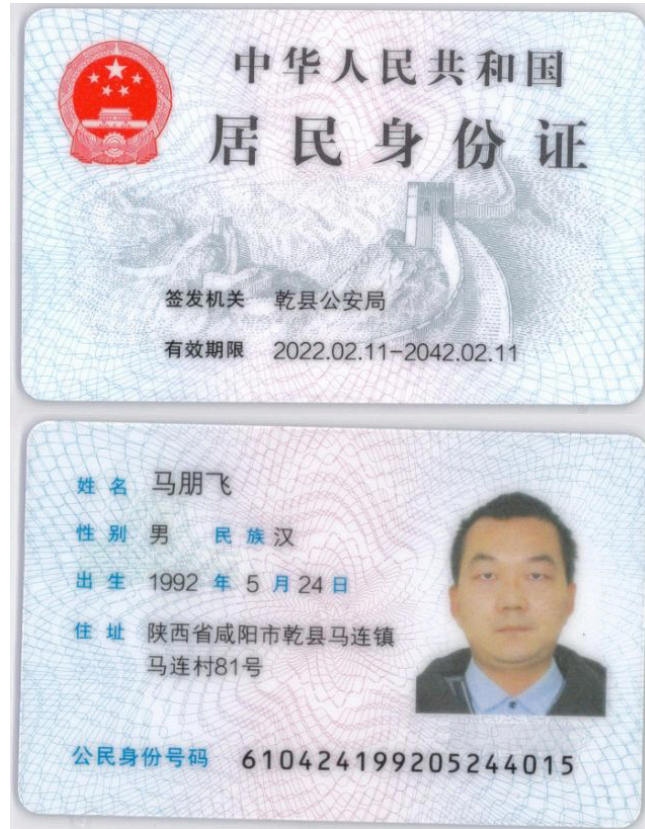 中华人民共和国
居民身份证
签发机关 乾县公安局
有效期限 2022.02.11-2042.02.11
姓名 马朋飞
性别 男 民族 汉
出生 1992 年 5 月 24 日
住址 陕西省咸阳市乾县马连镇
马连村81号
公民身份号码 610424199205244015